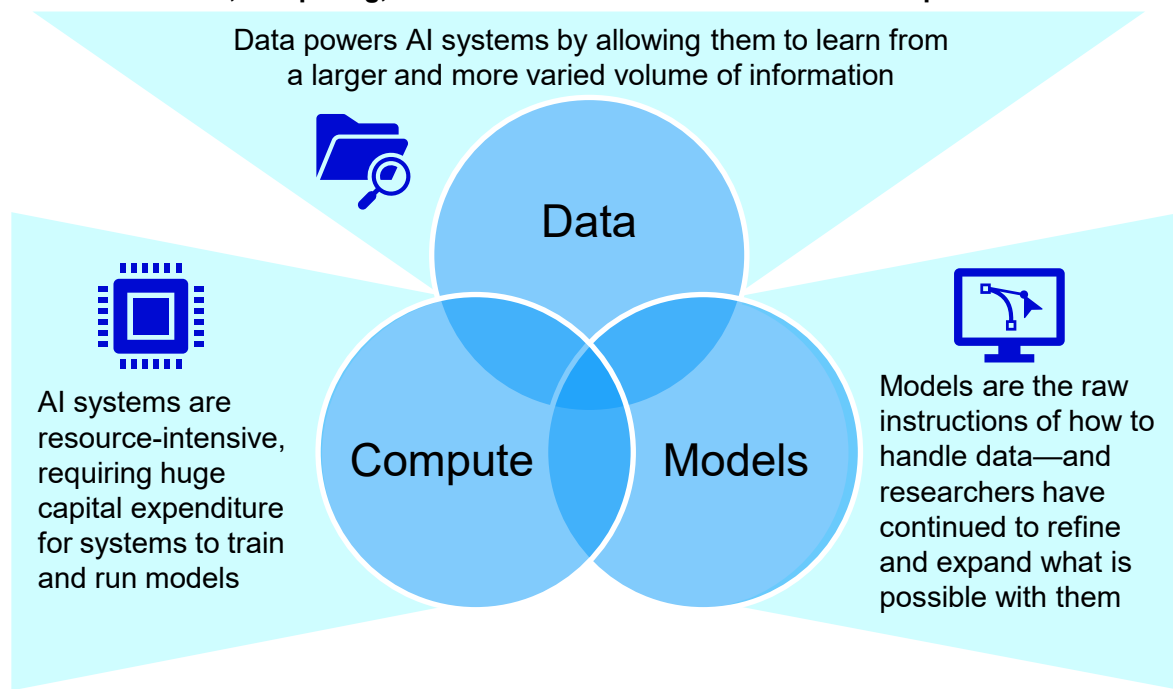 Data powers AI systems by allowing them to learn from
a larger and more varied volume of information
Data
AI systems are
resource-intensive,
requiring huge
capital expenditure
for systems to train
and run models
Compute
Models
Models are the raw
instructions of how to
handle data—and
researchers have
continued to refine
and expand what is
possible with them